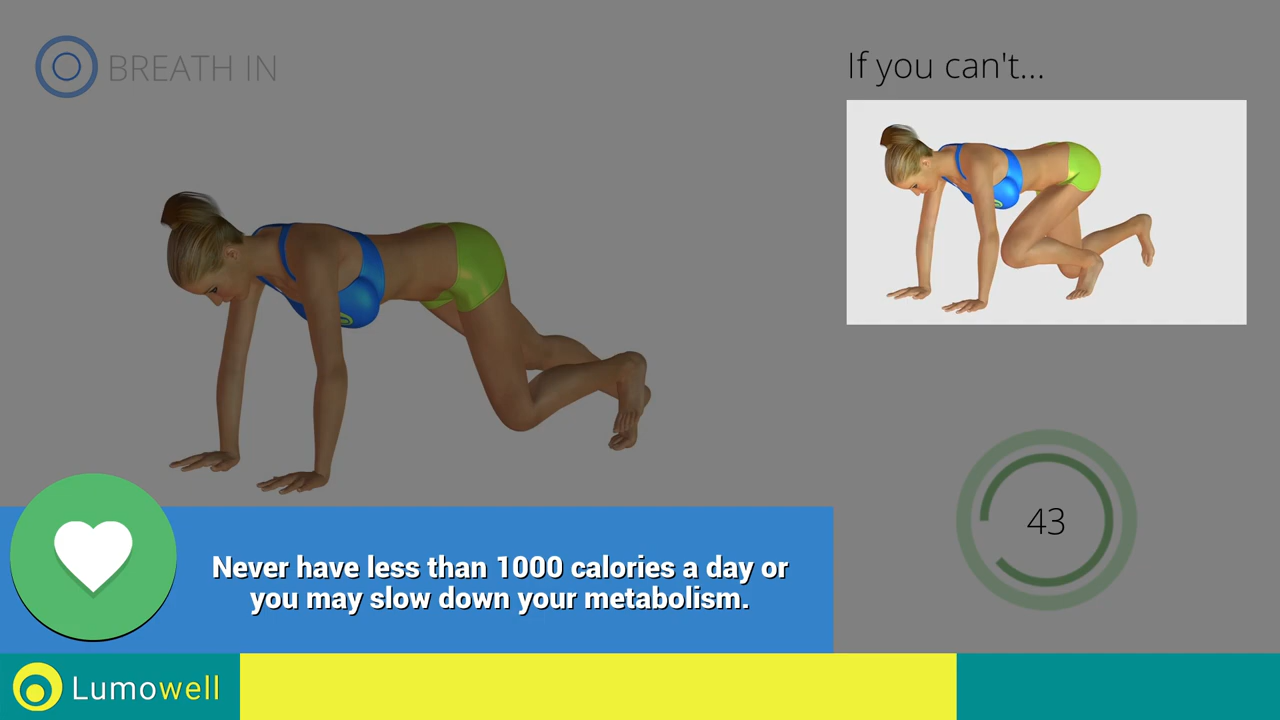 BREATH IN
If you can't...
43
Never have less than 1000 calories a day or
you may slow down your metabolism.
Lumowell